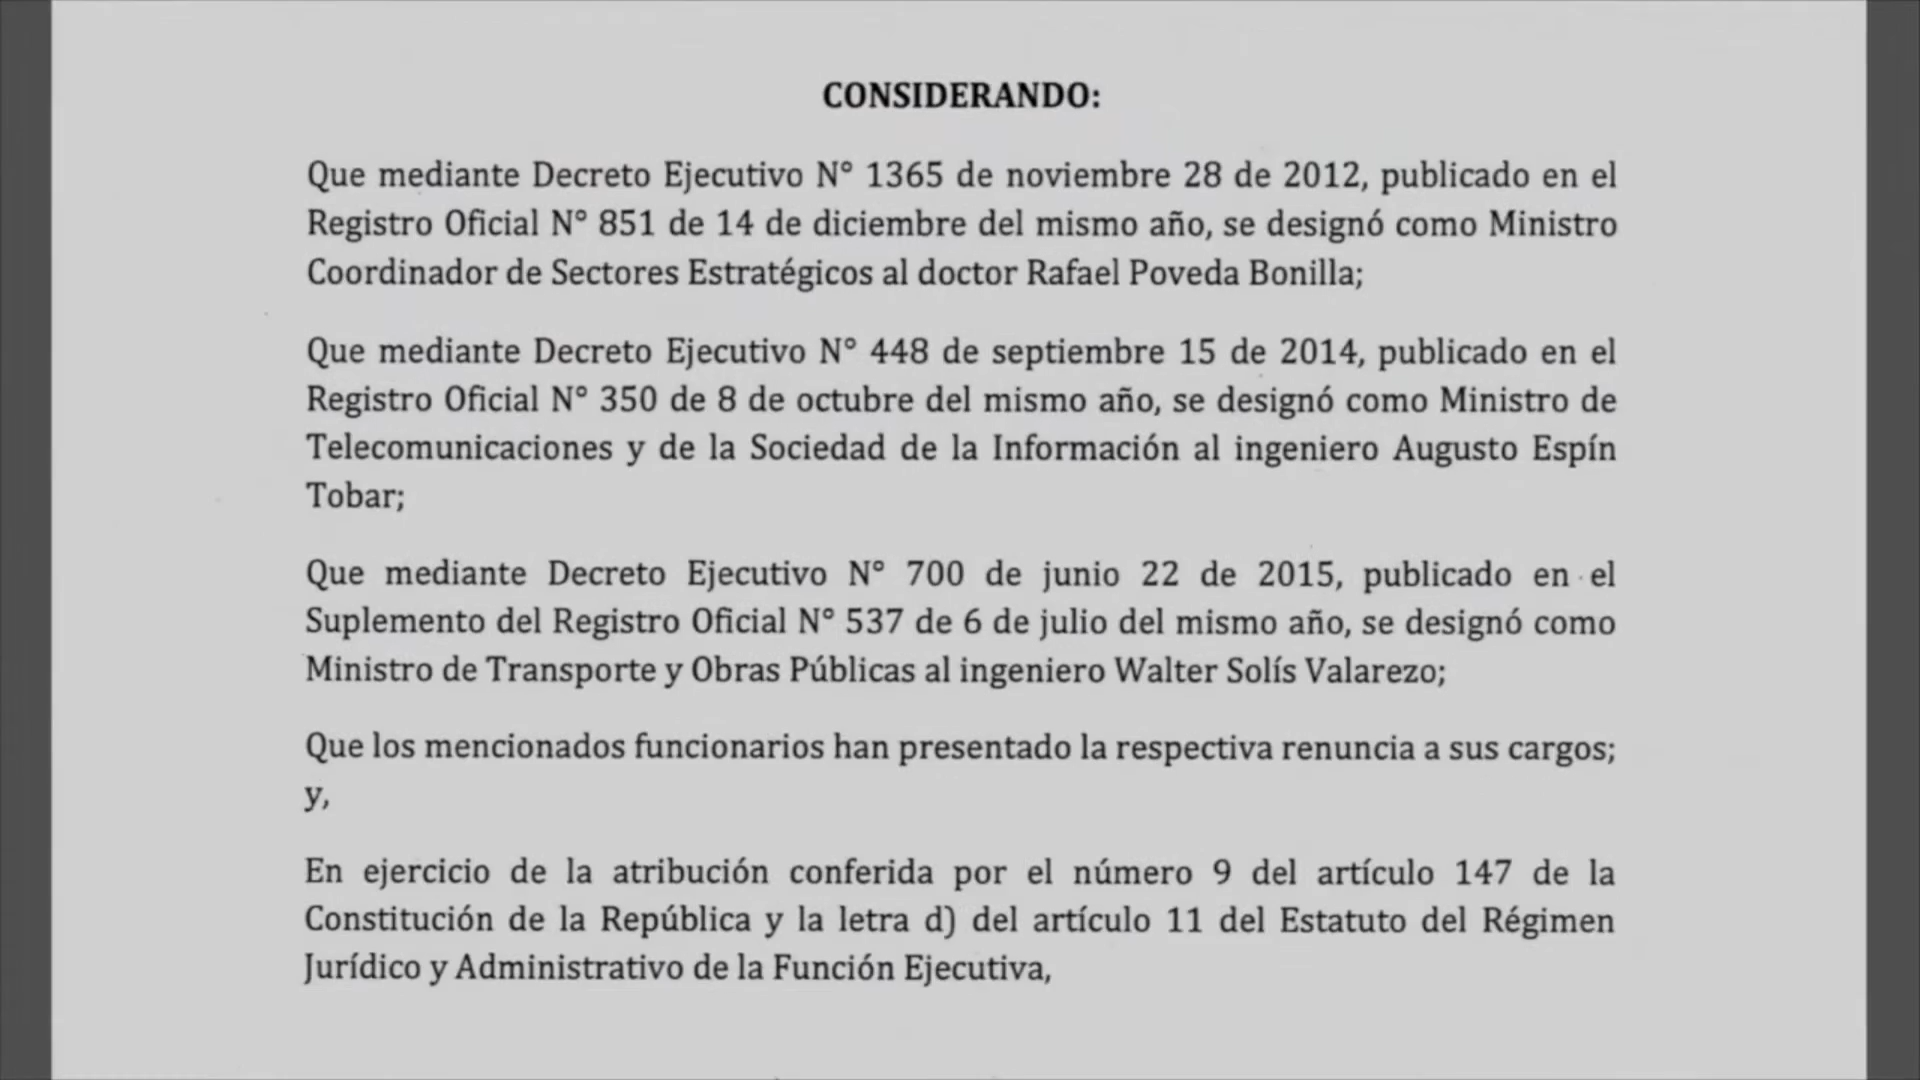 CONSIDERANDO:
Que mediante Decreto Ejecutivo N° 1365 de noviembre 28 de 2012, publicado en el
Registro Oficial N° 851 de 14 de diciembre del mismo año, se designó como Ministro
Coordinador de Sectores Estratégicos al doctor Rafael Poveda Bonilla;
Que mediante Decreto Ejecutivo N° 448 de septiembre 15 de 2014, publicado en el
Registro Oficial N° 350 de 8 de octubre del mismo año, se designó como Ministro de
Telecomunicaciones y de la Sociedad de la Información al ingeniero Augusto Espín
Tobar;
Que mediante Decreto Ejecutivo N° 700 de junio 22 de 2015, publicado en el
Suplemento del Registro Oficial N° 537 de 6 de julio del mismo año, se designó como
Ministro de Transporte y Obras Públicas al ingeniero Walter Solís Valarezo;
Que los mencionados funcionarios han presentado la respectiva renuncia a sus cargos;
y,
En ejercicio de la atribución conferida por el número 9 del artículo 147 de la
Constitución de la República y la letra d) del artículo 11 del Estatuto del Régimen
Jurídico y Administrativo de la Función Ejecutiva,